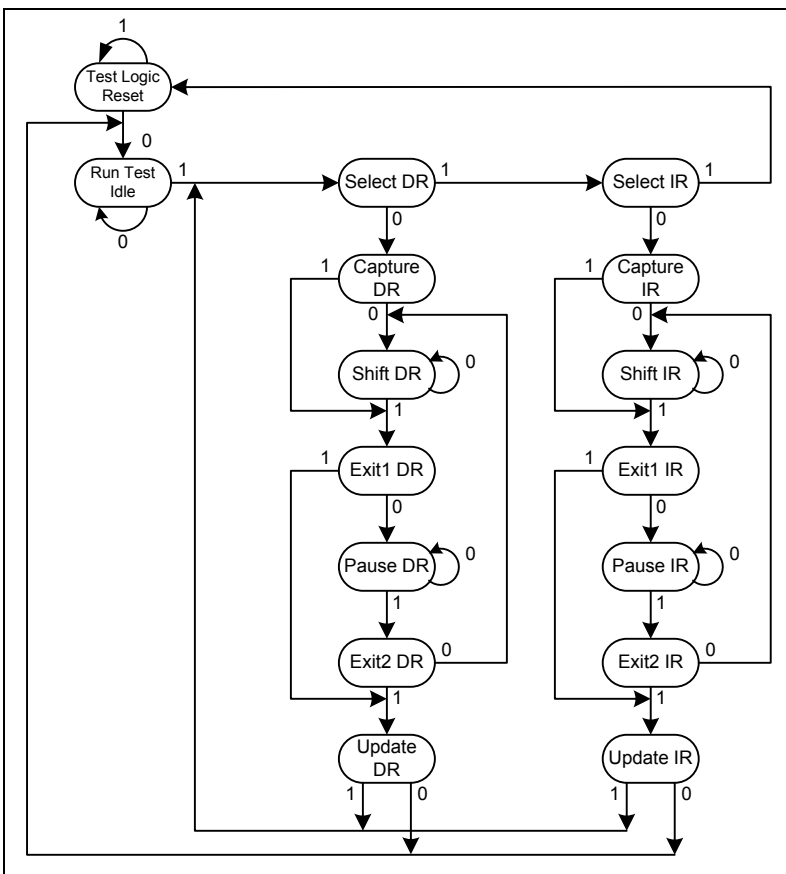 1
Test Logic
Reset
0
Run Test
Idle
1
0
Select DR
1
Select IR
1
0
0
1
Capture
DR
1
Capture
IR
0
0
Shift DR
0
Shift IR
0
1
1
1
Exit1 DR
1
Exit1 IR
0
0
Pause DR
0
Pause IR
0
1
1
Exit2 DR
0
Exit2 IR
0
1
1
Update
DR
Update IR
1
0
1
0